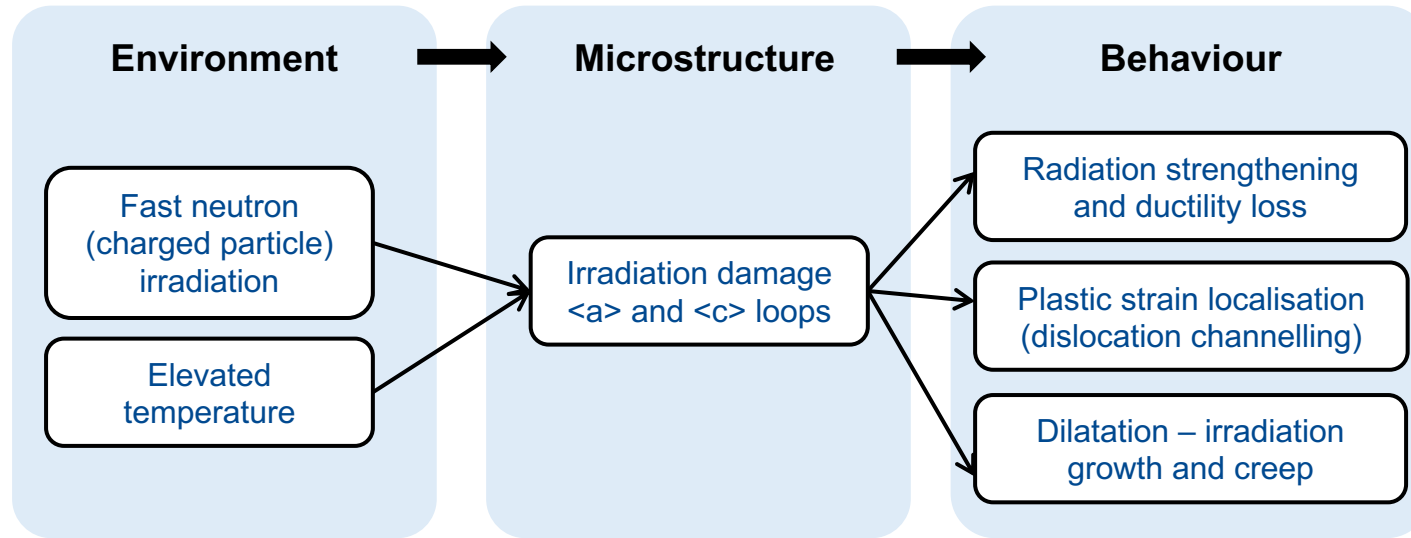 Environment
Microstructure
Behaviour
Fast neutron
(charged particle)
irradiation
Elevated
temperature
Irradiation damage
<a> and <c> loops
Radiation strengthening
and ductility loss
Plastic strain localisation
(dislocation channelling)
Dilatation – irradiation
growth and creep